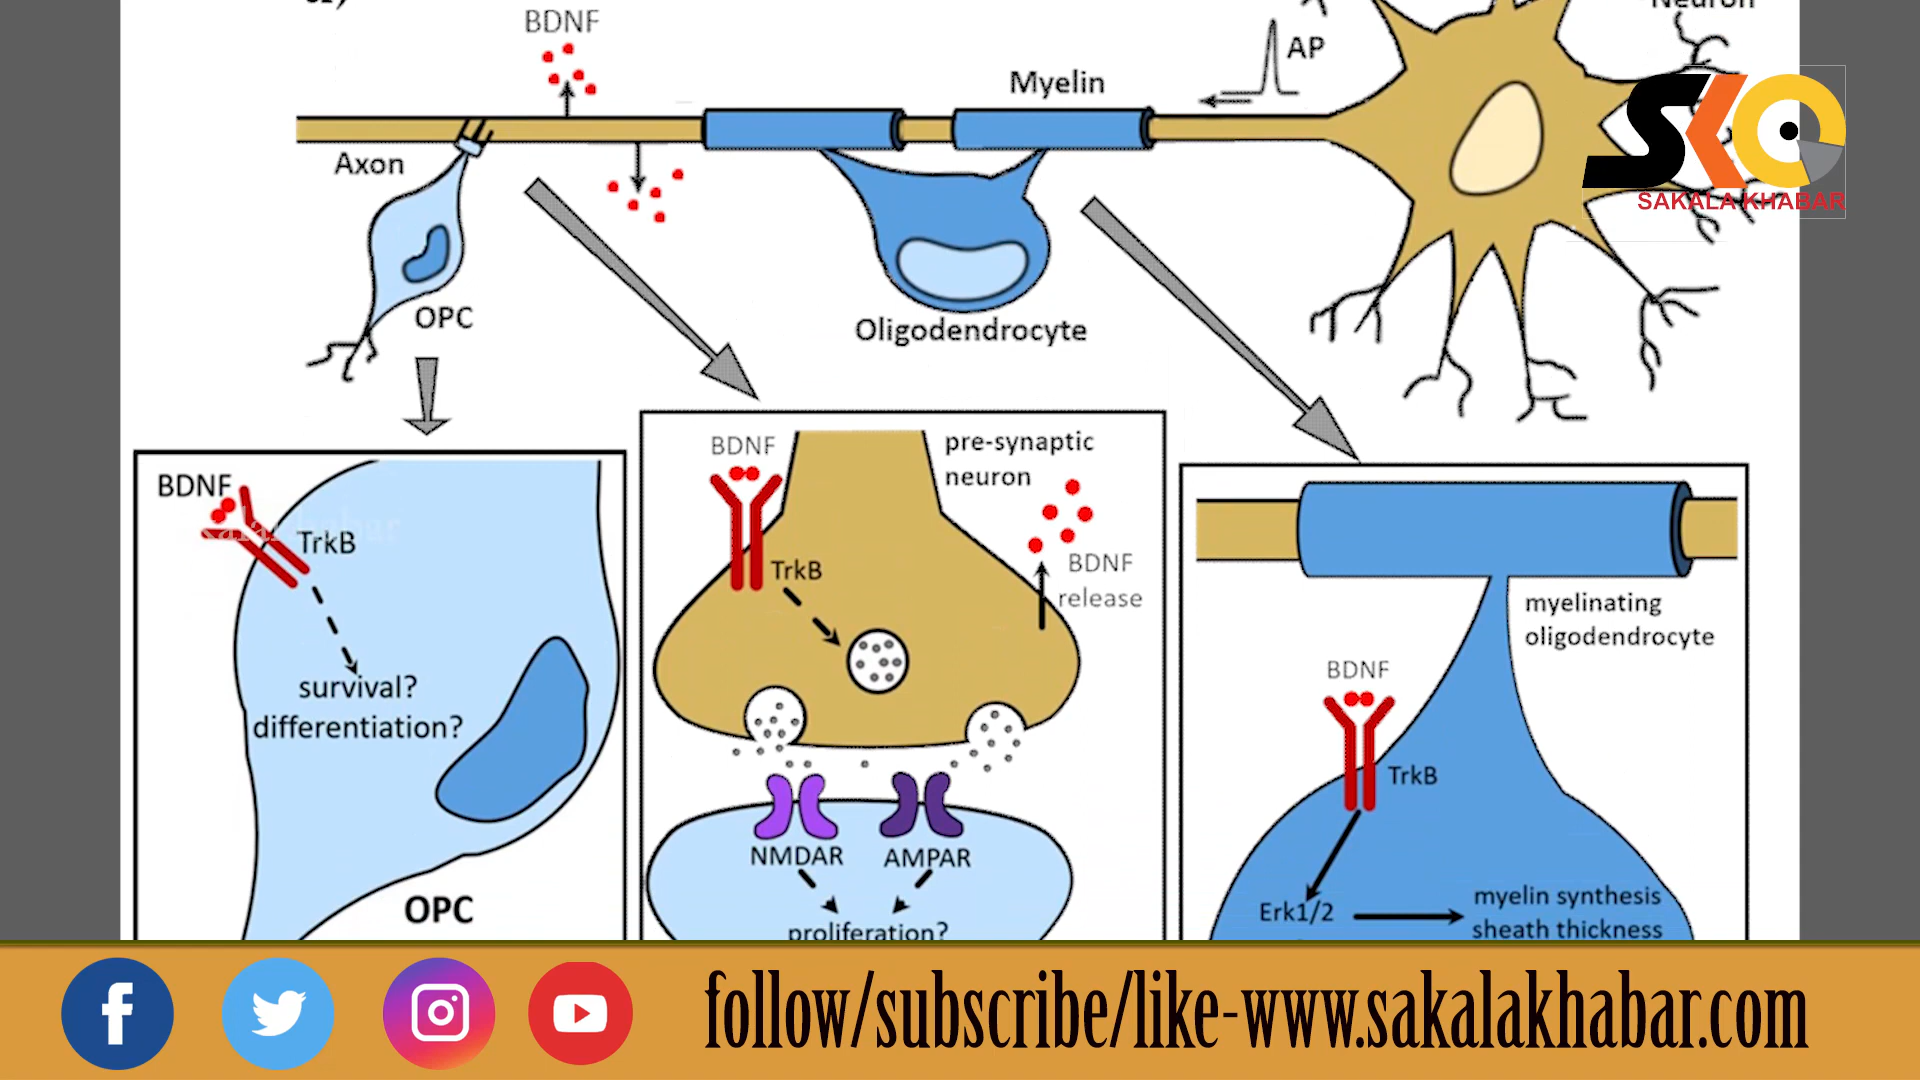 BDNF
Neuron
AP
Myelin
SAKALA KHABAR
Axon
OPC
Oligodendrocyte
BDNF
TrkB
survival?
differentiation?
OPC
BDNF
pre-synaptic
neuron
TrkB
BDNF
release
NMDAR
AMPAR
proliferation?
myelinating
oligodendrocyte
BDNF
TrkB
Erk1/2
myelin synthesis
sheath thickness
follow/subscribe/like-www.sakalakhabar.com